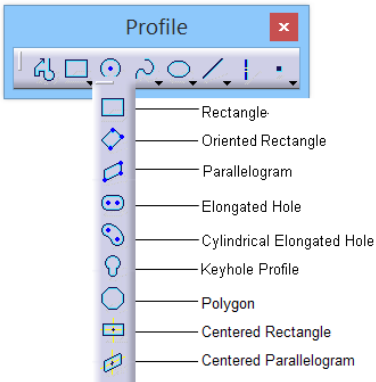 Profile
Rectangle
Oriented Rectangle
Parallelogram
Elongated Hole
Cylindrical Elongated Hole
Keyhole Profile
Polygon
Centered Rectangle
Centered Parallelogram